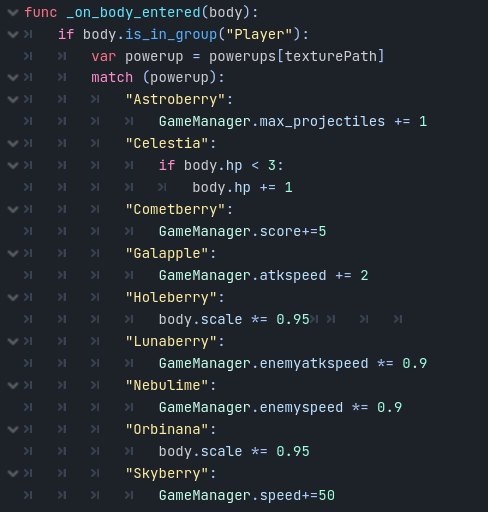 func _on_body_entered(body):
if body.is_in_group("Player"):
var powerup = powerups[texturePath]
match (powerup):
"Astroberry":
GameManager.max_projectiles += 1
"Celestia":
if body.hp < 3:
body.hp += 1
"Cometberry":
GameManager.score+=5
"Galapple":
GameManager.atkspeed += 2
"Holeberry":
body.scale *= 0.95
"Lunaberry":
GameManager.enemyatkspeed *= 0.9
"Nebulime":
GameManager.enemyspeed *= 0.9
"Orbinana":
body.scale *= 0.95
"Skyberry":
GameManager.speed+=50